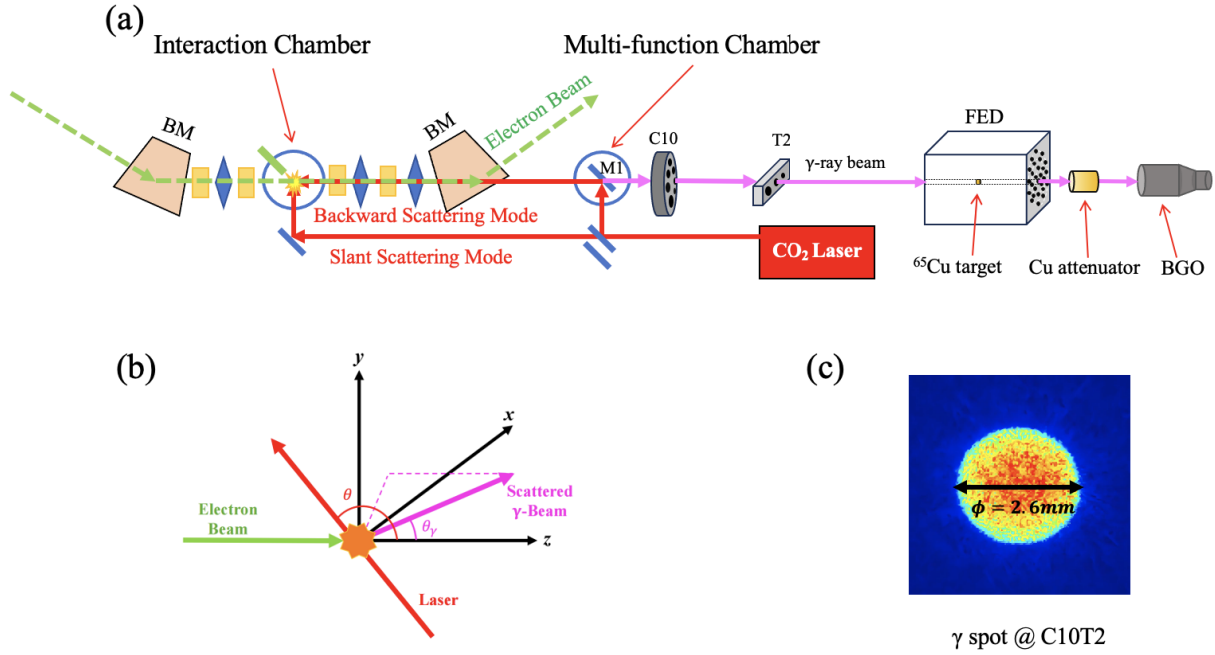 (a)
Interaction Chamber
Multi-function Chamber
BM
BM
Electron Beam
M1
C10
T2
γ-ray beam
FED
Backward Scattering Mode
Slant Scattering Mode
CO₂ Laser
⁶⁵Cu target
Cu attenuator
BGO
(b)
y
x
z
θ
θγ
Electron
Beam
Scattered
γ-Beam
Laser
(c)
ϕ = 2.6mm
γ spot @ C10T2